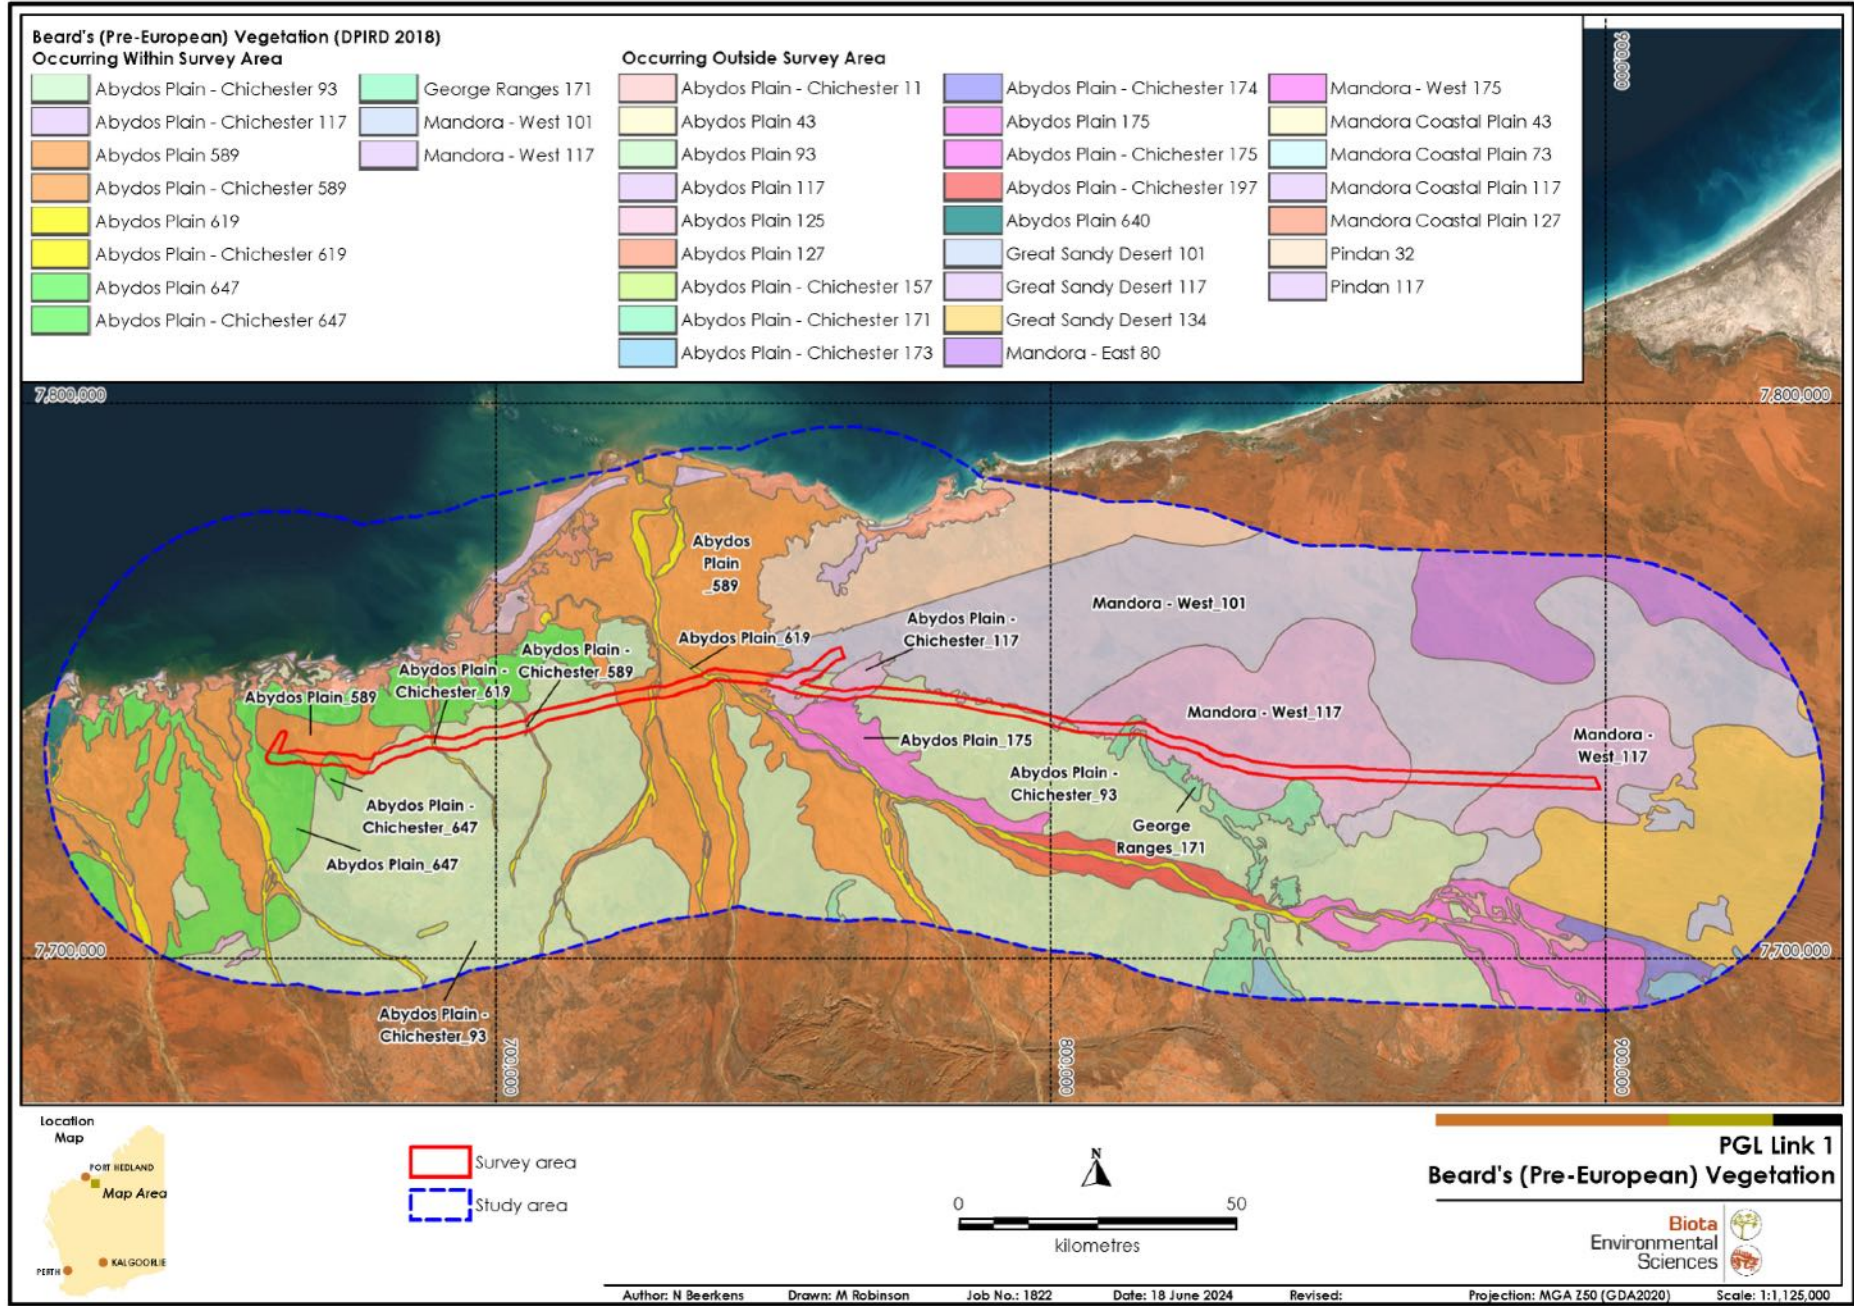 Beard's (Pre-European) Vegetation (DPIRD 2018)
Occurring Within Survey Area
Abydos Plain - Chichester 93
Abydos Plain - Chichester 117
Abydos Plain 589
Abydos Plain - Chichester 589
Abydos Plain 619
Abydos Plain - Chichester 619
Abydos Plain 647
Abydos Plain - Chichester 647
George Ranges 171
Mandora - West 101
Mandora - West 117
Occurring Outside Survey Area
Abydos Plain - Chichester 11
Abydos Plain 43
Abydos Plain 93
Abydos Plain 117
Abydos Plain 125
Abydos Plain 127
Abydos Plain - Chichester 157
Abydos Plain - Chichester 171
Abydos Plain - Chichester 173
Abydos Plain - Chichester 174
Abydos Plain 175
Abydos Plain - Chichester 175
Abydos Plain - Chichester 197
Abydos Plain 640
Great Sandy Desert 101
Great Sandy Desert 117
Great Sandy Desert 134
Mandora - East 80
Mandora - West 175
Mandora Coastal Plain 43
Mandora Coastal Plain 73
Mandora Coastal Plain 117
Mandora Coastal Plain 127
Pindan 32
Pindan 117
900,000
7,800,000
7,800,000
Abydos
Plain
_589
Mandora - West_101
Abydos Plain -
Chichester_117
Abydos Plain_619
Abydos Plain -
Chichester_589
Abydos Plain -
Chichester_619
Abydos Plain_589
Mandora - West_117
Mandora -
West_117
Abydos Plain_175
Abydos Plain -
Chichester_93
Abydos Plain -
Chichester_647
George
Ranges_171
Abydos Plain_647
7,700,000
7,700,000
Abydos Plain -
Chichester_93
700,000
800,000
900,000
Location
Map
PORT HEDLAND
Map Area
KALGOORLIE
PERTH
Survey area
Study area
N
0 50
kilometres
PGL Link 1
Beard's (Pre-European) Vegetation
Biota
Environmental
Sciences
Author: N Beerkens Drawn: M Robinson Job No.: 1822 Date: 18 June 2024 Revised: Projection: MGA Z50 (GDA2020) Scale: 1:1,125,000